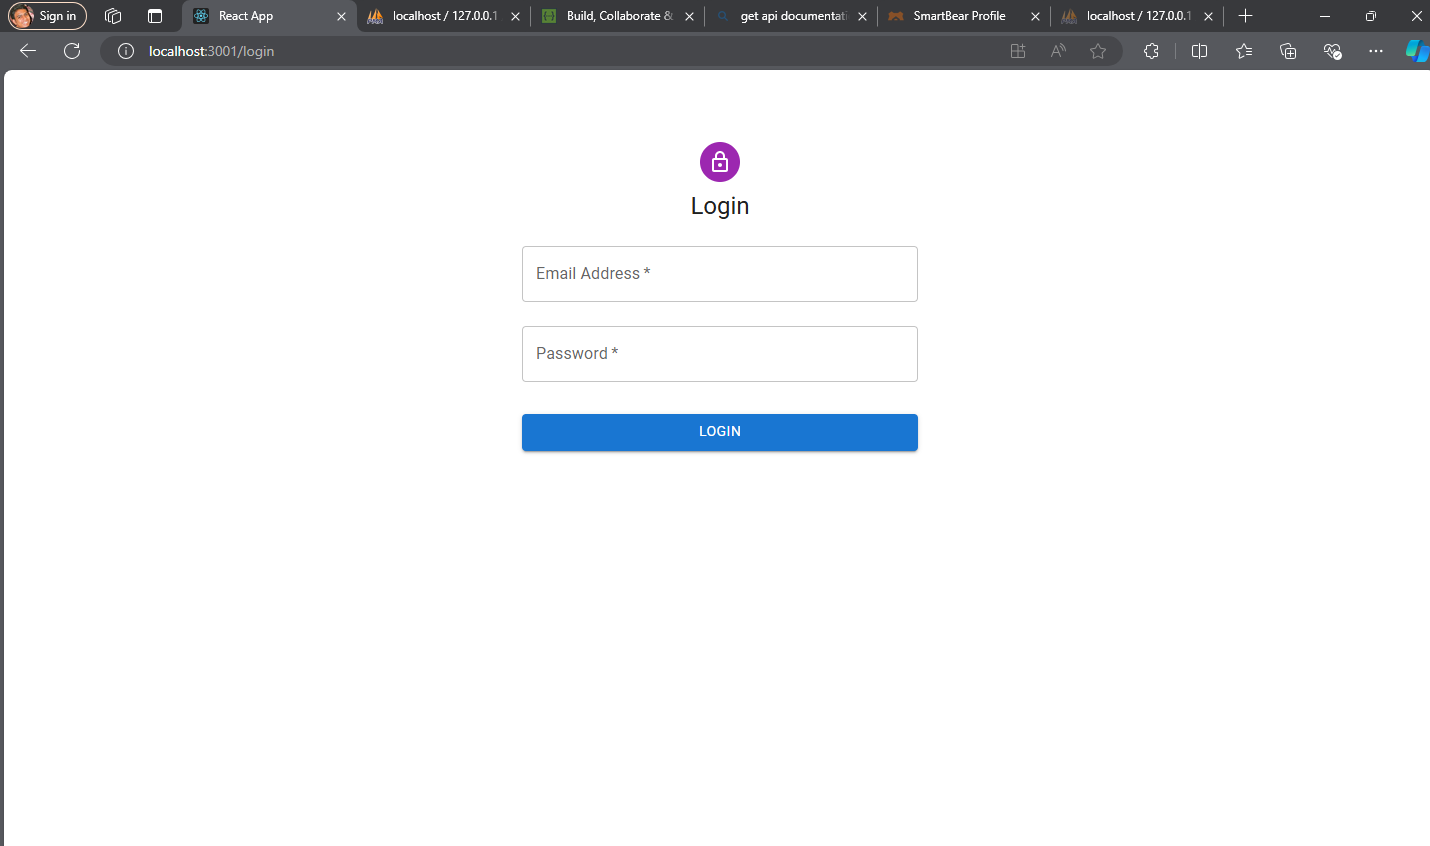 Sign in
React App
localhost / 127.0.0.1
Build, Collaborate &
get api documentati
SmartBear Profile
localhost / 127.0.0.1
localhost:3001/login
Login
Email Address *
Password *
LOGIN